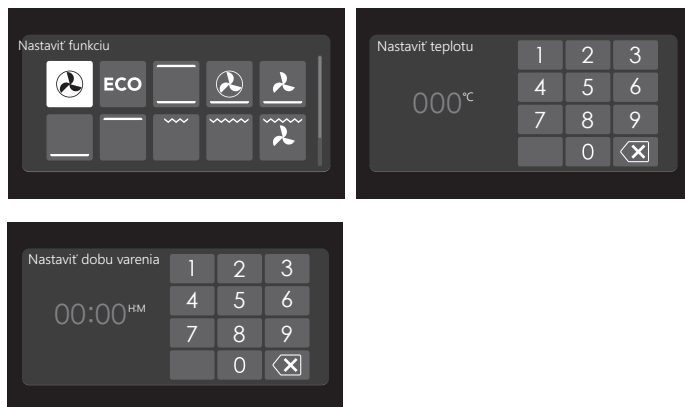 Nastaviť funkciu
ECO
Nastaviť teplotu
000°C
1 2 3
4 5 6
7 8 9
0
Nastaviť dobu varenia
00:00 H:M
1 2 3
4 5 6
7 8 9
0